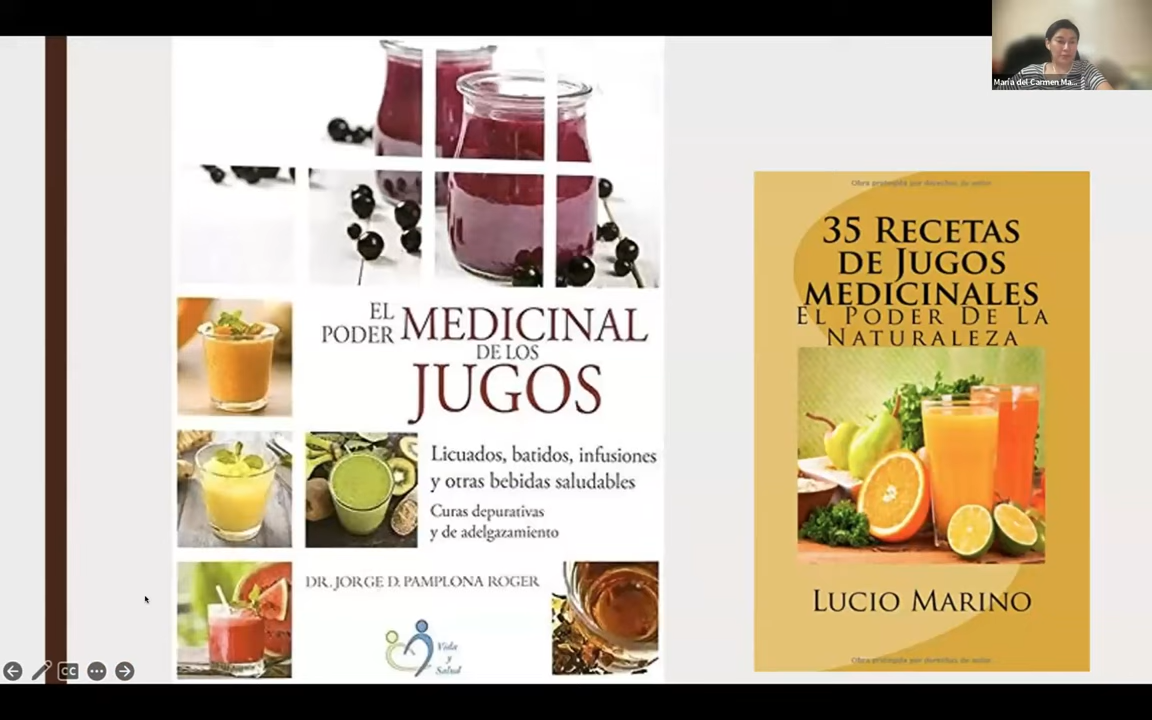 María del Carmen Ma...
EL
PODER
MEDICINAL
DE LOS
JUGOS
Licuados, batidos, infusiones
y otras bebidas saludables
Curas depurativas
y de adelgazamiento
DR. JORGE D. PAMPLONA ROGER
Vida
y
Salud
Obra protegida por derechos de autor
35 RECETAS
DE JUGOS
MEDICINALES
EL PODER DE LA
NATURALEZA
LUCIO MARINO
Obra protegida por derechos de autor
CC